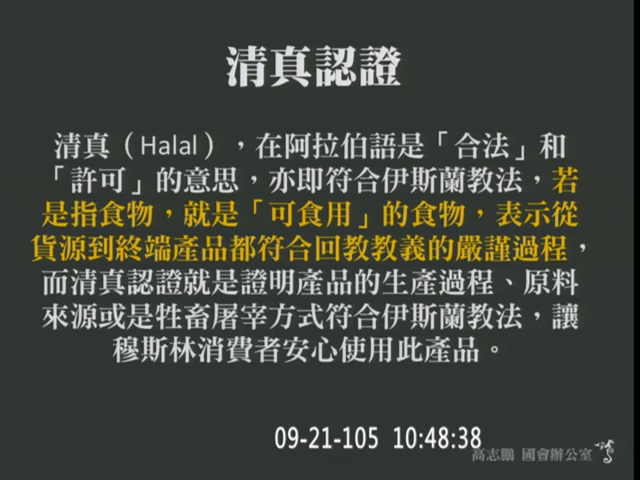 清真認證
清真（Halal），在阿拉伯語是「合法」和
「許可」的意思，亦即符合伊斯蘭教法，若
是指食物，就是「可食用」的食物，表示從
貨源到終端產品都符合回教教義的嚴謹過程，
而清真認證就是證明產品的生產過程、原料
來源或是牲畜屠宰方式符合伊斯蘭教法，讓
穆斯林消費者安心使用此產品。
09-21-105 10:48:38
高志鵬 國會辦公室